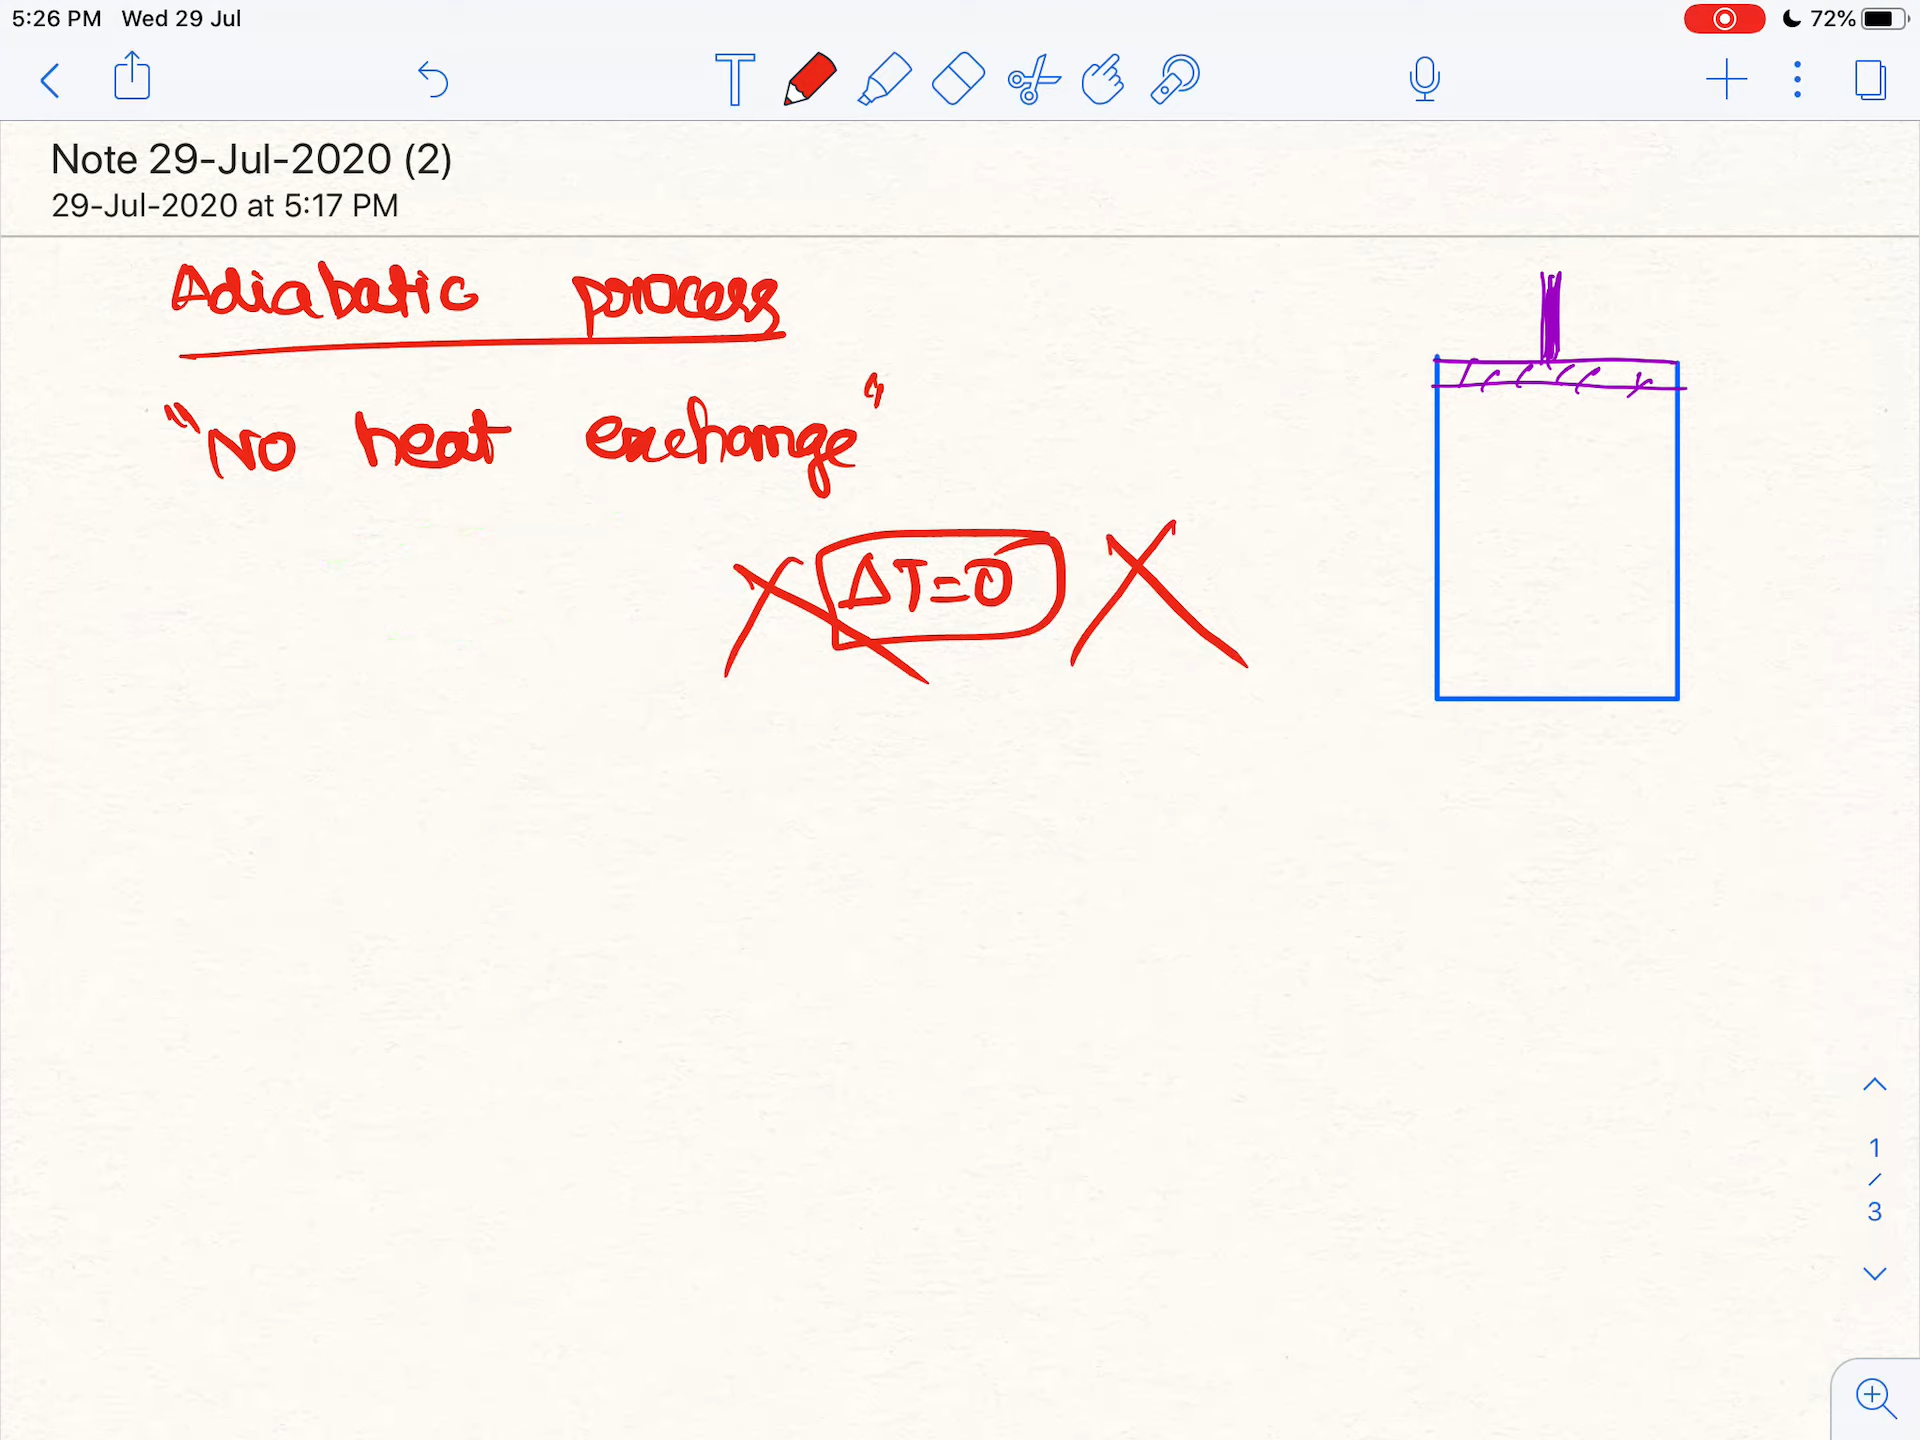 5:26 PM Wed 29 Jul
72%
T
Note 29-Jul-2020 (2)
29-Jul-2020 at 5:17 PM
Adiabatic process
"No heat exchange"
ΔT=0
1
/
3